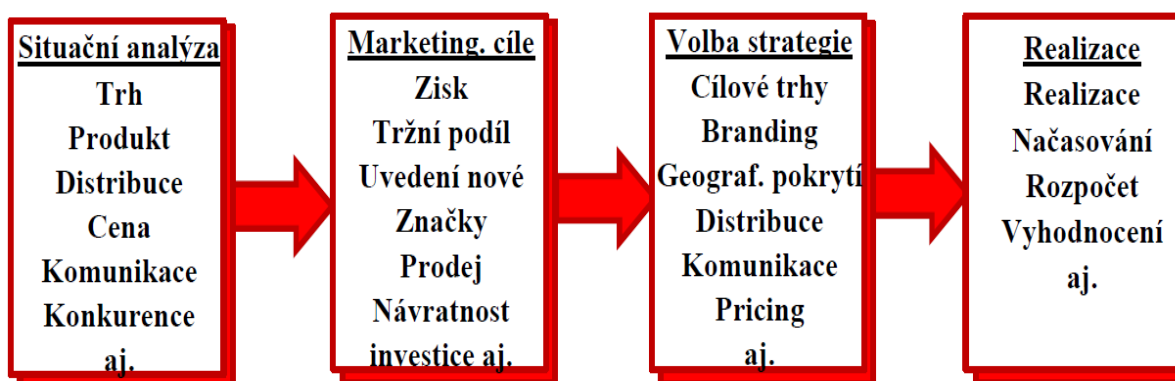 Situační analýza
Trh
Produkt
Distribuce
Cena
Komunikace
Konkurence
aj.
Marketing. cíle
Zisk
Tržní podíl
Uvedení nové
Značky
Prodej
Návratnost
investice aj.
Volba strategie
Cílové trhy
Branding
Geograf. pokrytí
Distribuce
Komunikace
Pricing
aj.
Realizace
Realizace
Načasování
Rozpočet
Vyhodnocení
aj.